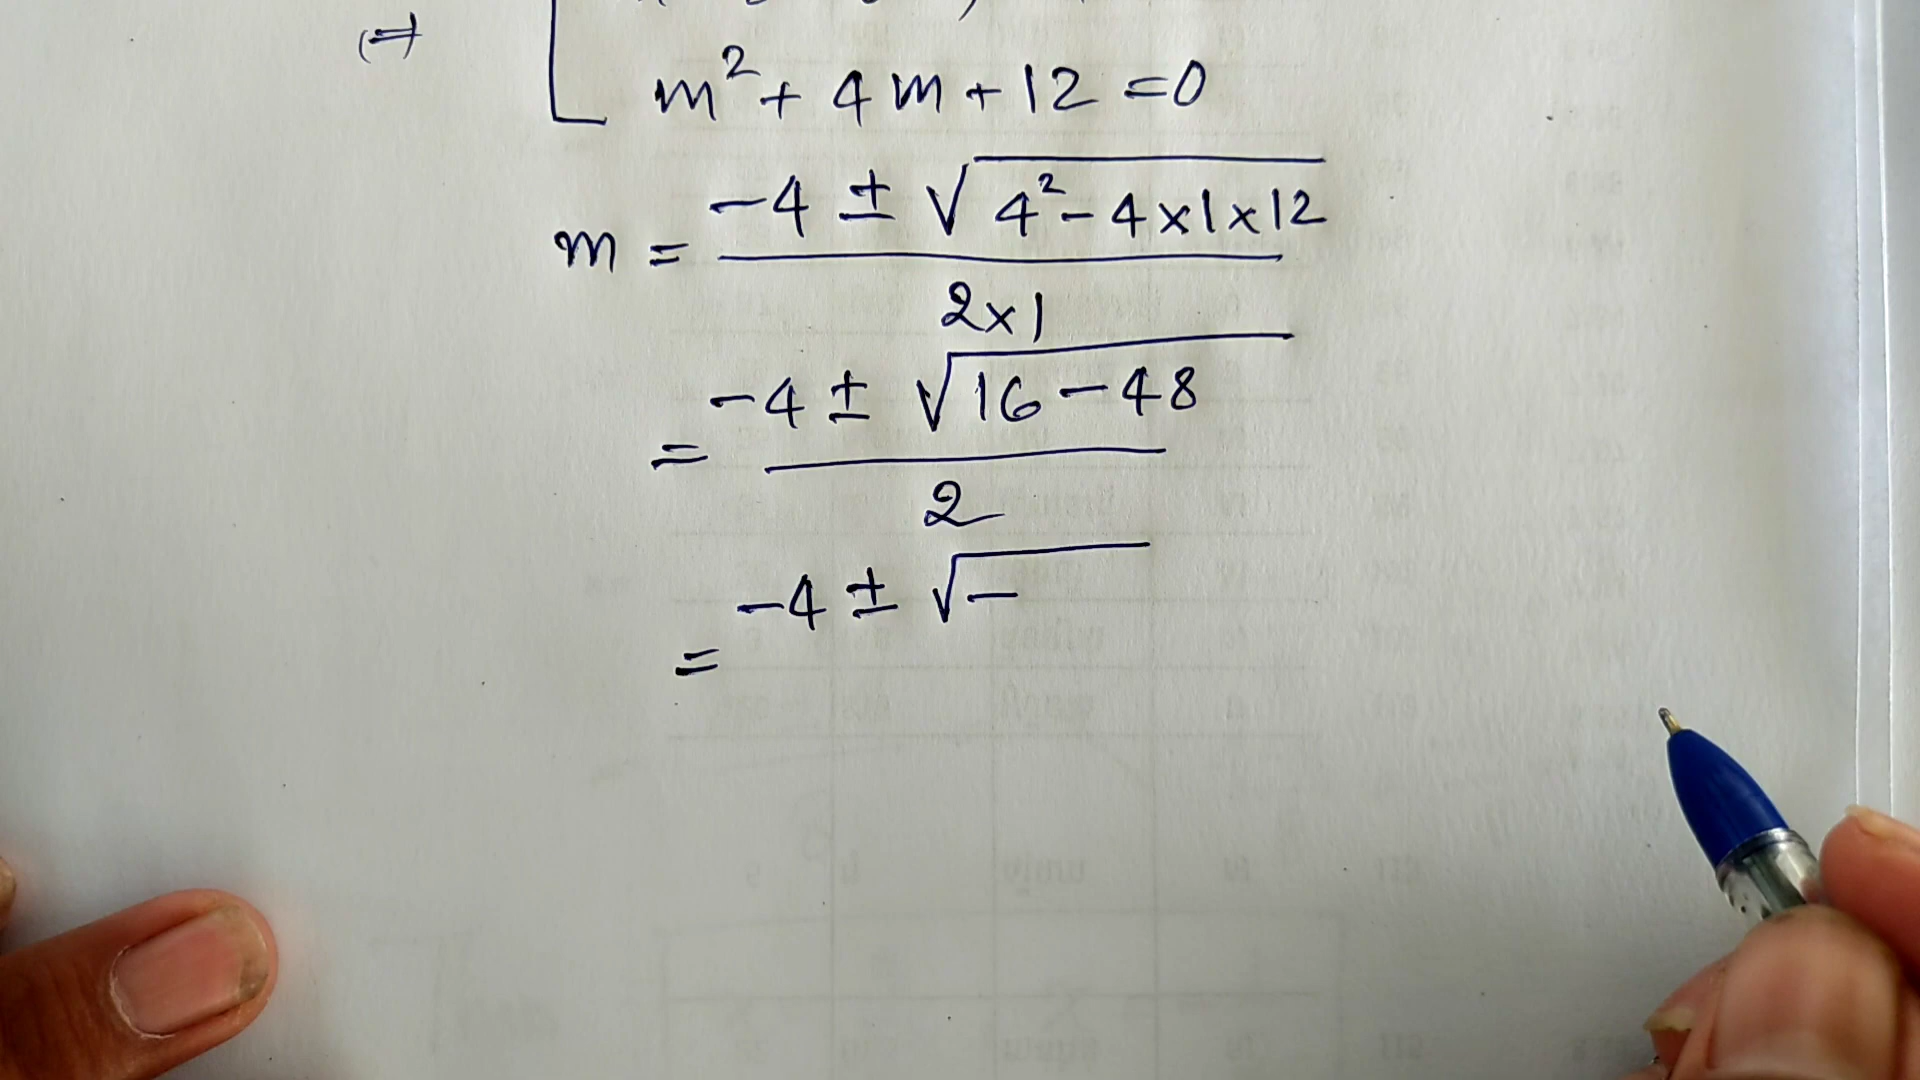 ⇒
m² + 4m + 12 = 0
m = (-4 ± √(4² - 4×1×12)) / (2×1)
= (-4 ± √(16 - 48)) / 2
= -4 ± √-